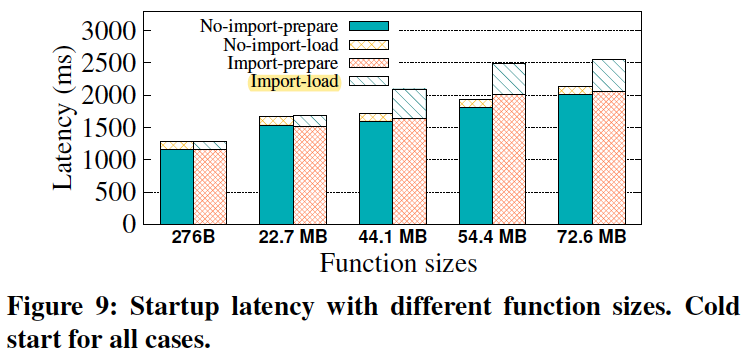 3000
2500
2000
1500
1000
500
0
Latency (ms)
No-import-prepare
No-import-load
Import-prepare
Import-load
276B 22.7 MB 44.1 MB 54.4 MB 72.6 MB
Function sizes
Figure 9: Startup latency with different function sizes. Cold
start for all cases.